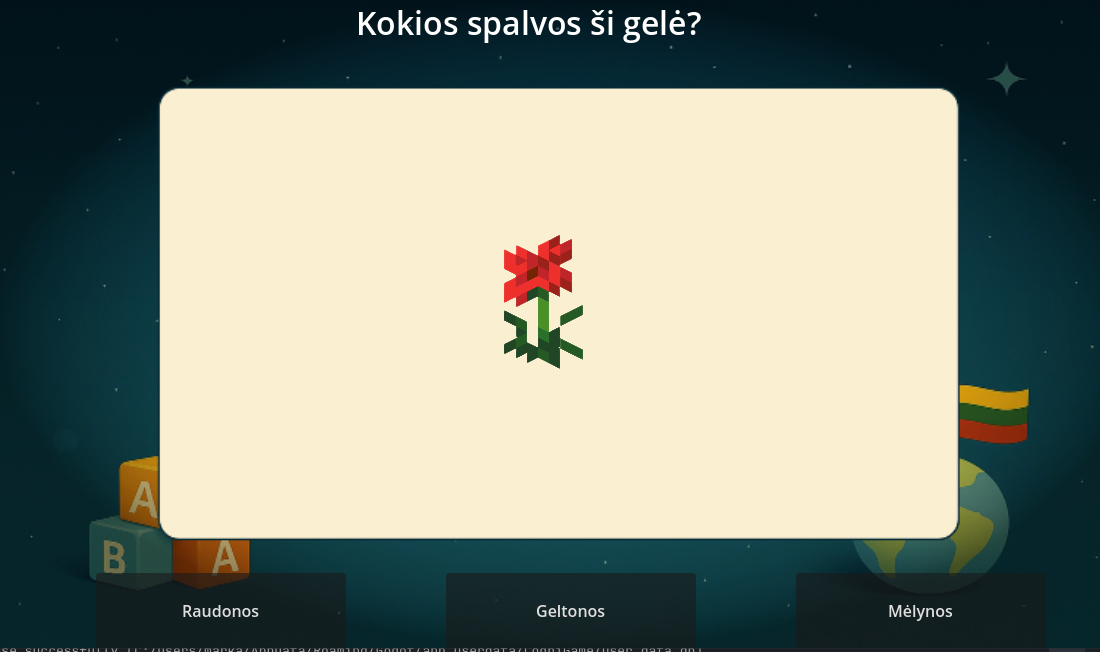 Kokios spalvos ši gelė?
A
B
A
Raudonos
Geltonos
Mėlynos